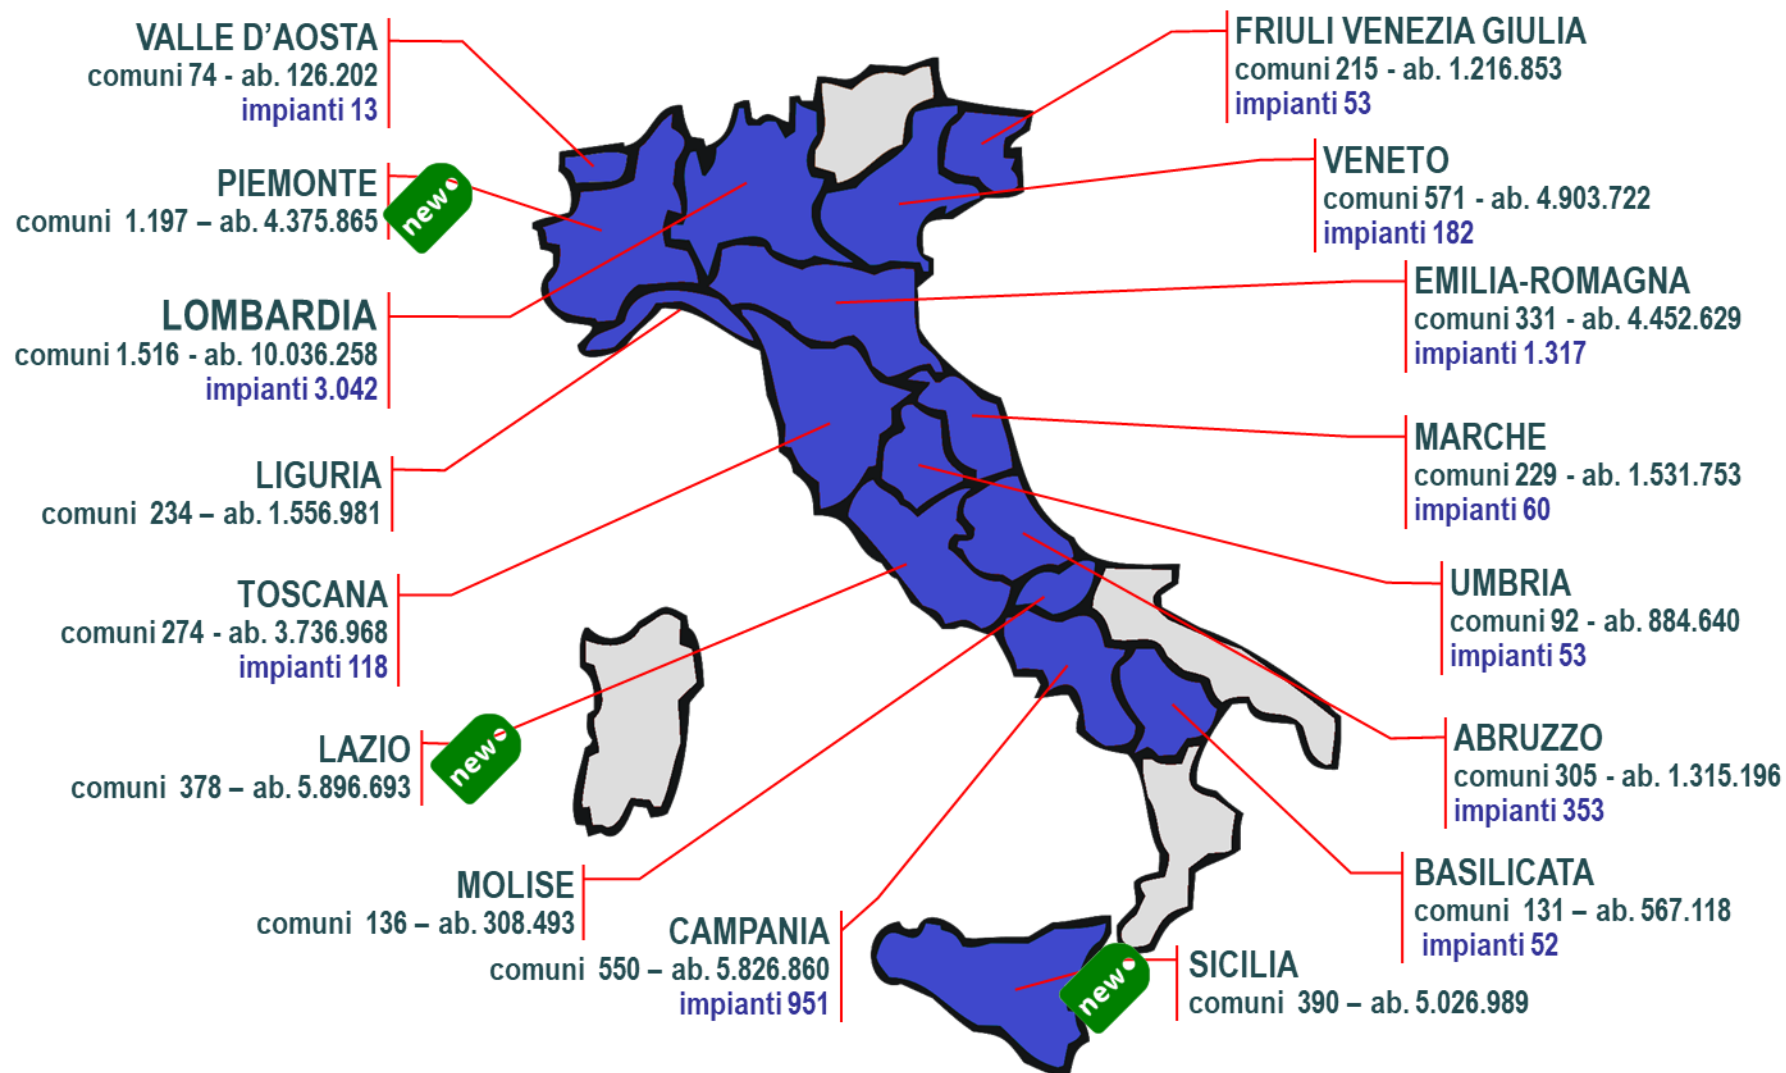 VALLE D’AOSTA
comuni 74 - ab. 126.202
impianti 13
PIEMONTE
comuni 1.197 – ab. 4.375.865
new
LOMBARDIA
comuni 1.516 - ab. 10.036.258
impianti 3.042
LIGURIA
comuni 234 – ab. 1.556.981
TOSCANA
comuni 274 - ab. 3.736.968
impianti 118
LAZIO
comuni 378 – ab. 5.896.693
new
MOLISE
comuni 136 – ab. 308.493
CAMPANIA
comuni 550 – ab. 5.826.860
impianti 951
FRIULI VENEZIA GIULIA
comuni 215 - ab. 1.216.853
impianti 53
VENETO
comuni 571 - ab. 4.903.722
impianti 182
EMILIA-ROMAGNA
comuni 331 - ab. 4.452.629
impianti 1.317
MARCHE
comuni 229 - ab. 1.531.753
impianti 60
UMBRIA
comuni 92 - ab. 884.640
impianti 53
ABRUZZO
comuni 305 - ab. 1.315.196
impianti 353
BASILICATA
comuni 131 – ab. 567.118
impianti 52
new
SICILIA
comuni 390 – ab. 5.026.989